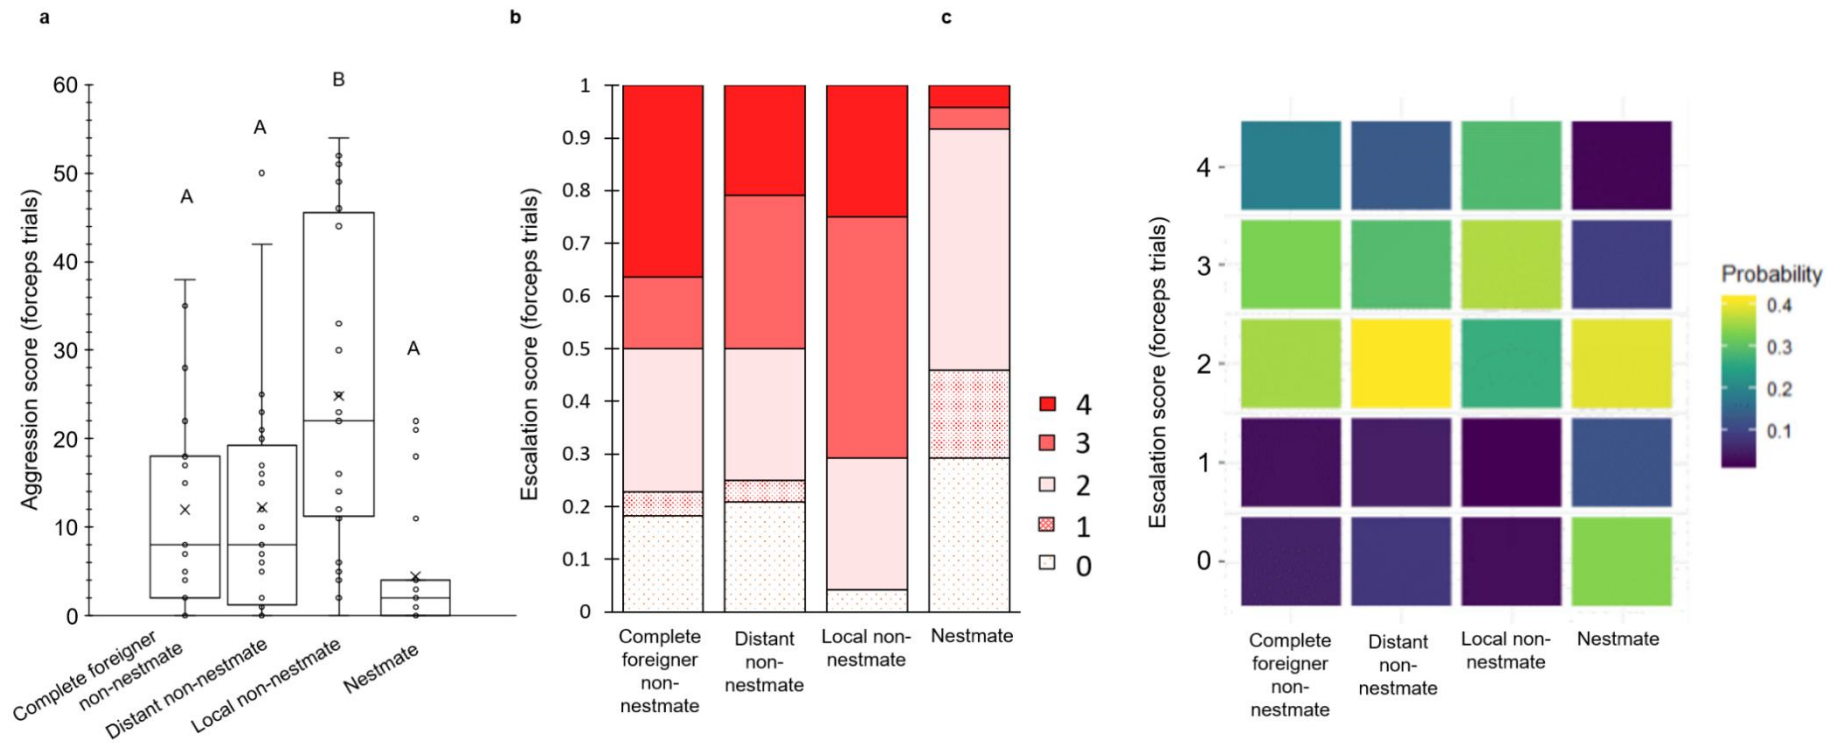 a
b
c
Aggression score (forceps trials)
60
50
40
30
20
10
0
A
A
B
A
Complete foreigner
non-nestmate
Distant non-nestmate
Local non-nestmate
Nestmate
Escalation score (forceps trials)
1
0.9
0.8
0.7
0.6
0.5
0.4
0.3
0.2
0.1
0
Complete
foreigner
non-
nestmate
Distant
non-
nestmate
Local non-
nestmate
Nestmate
4
3
2
1
0
Escalation score (forceps trials)
4
3
2
1
0
Complete
foreigner
non-
nestmate
Distant
non-
nestmate
Local non-
nestmate
Nestmate
Probability
0.4
0.3
0.2
0.1